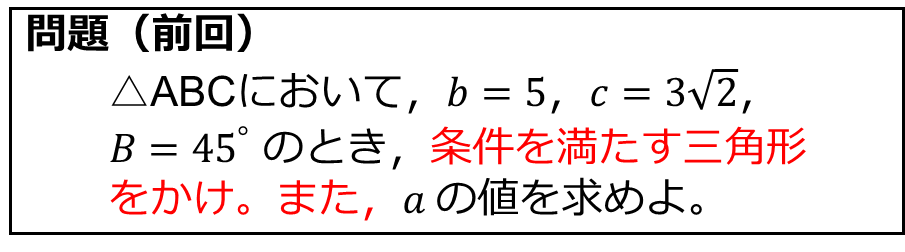 問題（前回）
△ABCにおいて，b = 5，c = 3√2，
B = 45° のとき，条件を満たす三角形
をかけ。また，a の値を求めよ。